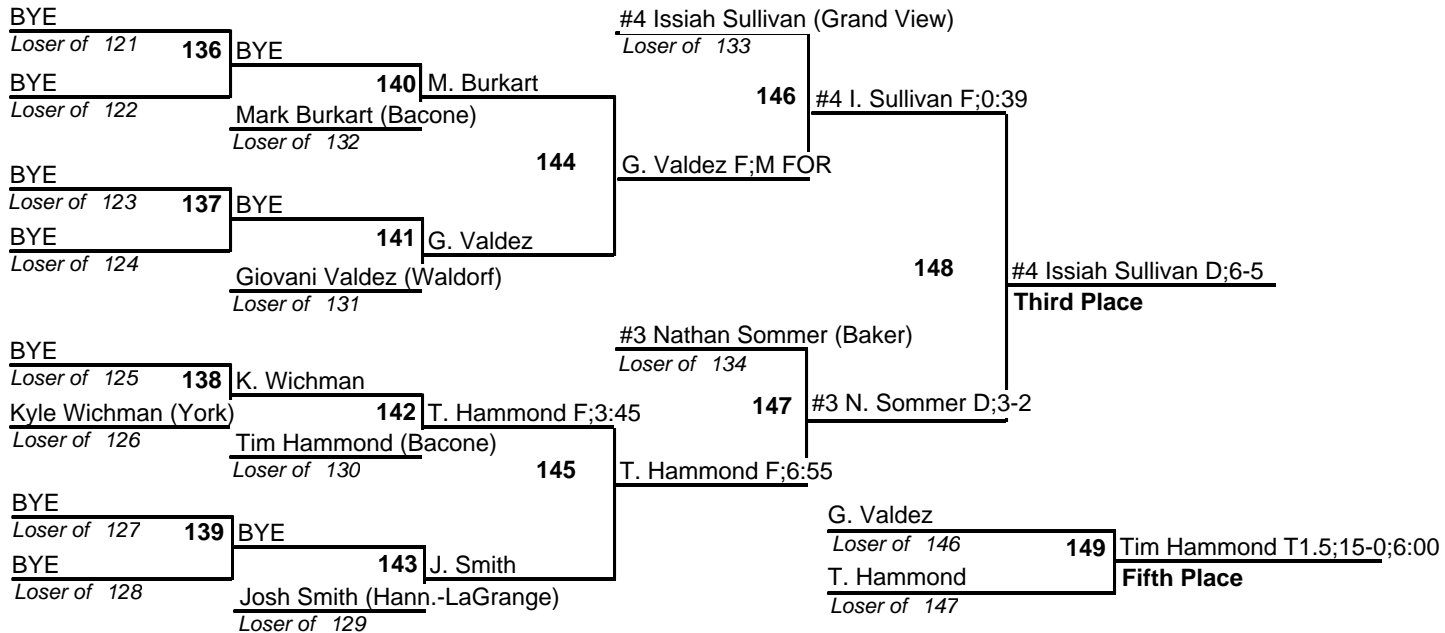 BYE
Loser of 121
136
BYE
BYE
Loser of 122
140
M. Burkart
Mark Burkart (Bacone)
Loser of 132
BYE
Loser of 123
137
BYE
BYE
Loser of 124
141
G. Valdez
Giovani Valdez (Waldorf)
Loser of 131
144
G. Valdez F;M FOR
#4 Issiah Sullivan (Grand View)
Loser of 133
146
#4 I. Sullivan F;0:39
BYE
Loser of 125
138
K. Wichman
Kyle Wichman (York)
Loser of 126
142
T. Hammond F;3:45
Tim Hammond (Bacone)
Loser of 130
BYE
Loser of 127
139
BYE
BYE
Loser of 128
143
J. Smith
Josh Smith (Hann.-LaGrange)
Loser of 129
145
T. Hammond F;6:55
#3 Nathan Sommer (Baker)
Loser of 134
147
#3 N. Sommer D;3-2
148
#4 Issiah Sullivan D;6-5
Third Place
G. Valdez
Loser of 146
149
T. Hammond
Loser of 147
Tim Hammond T1.5;15-0;6:00
Fifth Place